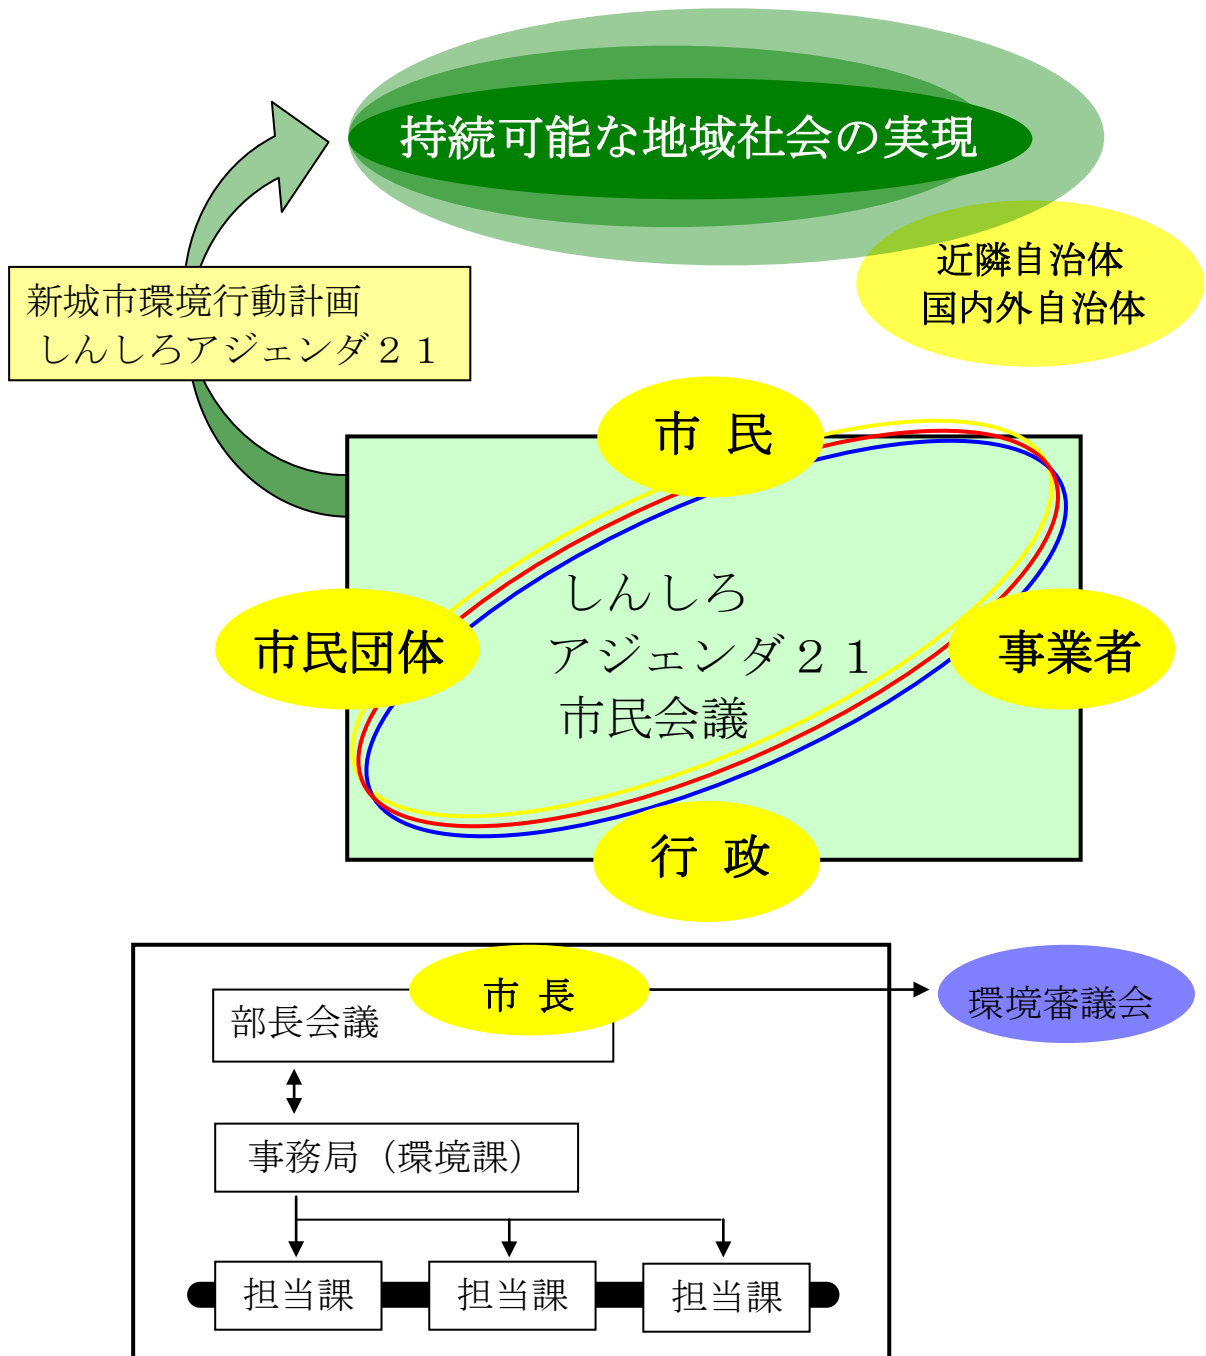 持続可能な地域社会の実現
近隣自治体
国内外自治体
新城市環境行動計画
しんしろアジェンダ２１
市 民
しんしろ
アジェンダ２１
市民会議
市民団体
事業者
行 政
市 長
部長会議
環境審議会
事務局（環境課）
担当課
担当課
担当課